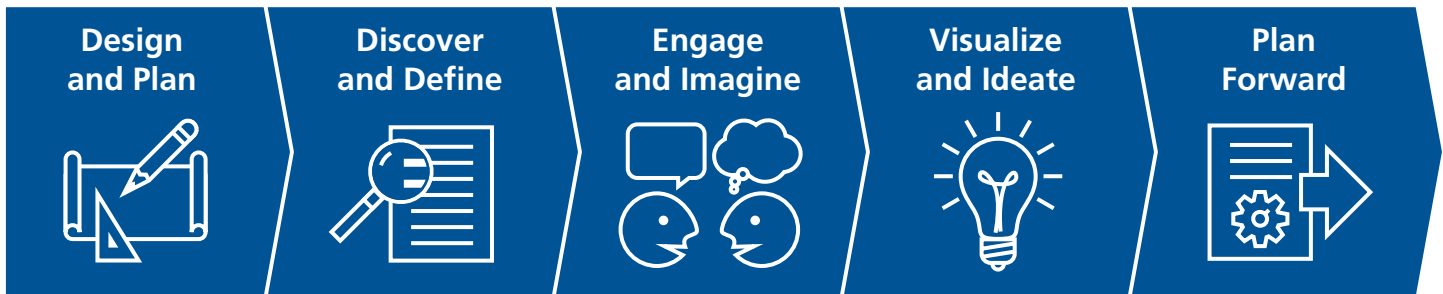 Design
and Plan
Discover
and Define
Engage
and Imagine
Visualize
and Ideate
Plan
Forward